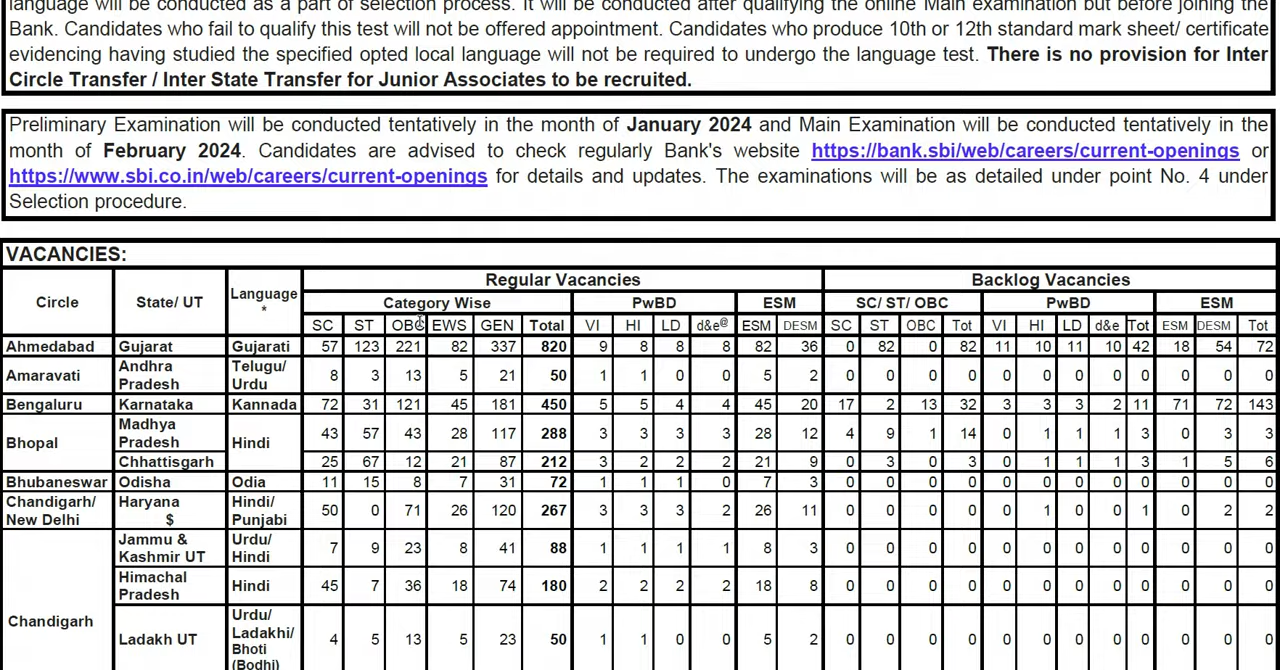 language will be conducted as a part of selection process. It will be conducted after qualifying the online Main examination but before joining the
Bank. Candidates who fail to qualify this test will not be offered appointment. Candidates who produce 10th or 12th standard mark sheet/ certificate
evidencing having studied the specified opted local language will not be required to undergo the language test. There is no provision for Inter
Circle Transfer / Inter State Transfer for Junior Associates to be recruited.
Preliminary Examination will be conducted tentatively in the month of January 2024 and Main Examination will be conducted tentatively in the
month of February 2024. Candidates are advised to check regularly Bank's website https://bank.sbi/web/careers/current-openings or
https://www.sbi.co.in/web/careers/current-openings for details and updates. The examinations will be as detailed under point No. 4 under
Selection procedure.
VACANCIES:
Circle State/ UT Language * Regular Vacancies Backlog Vacancies
Category Wise PwBD ESM SC/ ST/ OBC PwBD ESM
SC ST OBC EWS GEN Total VI HI LD d&e@ ESM DESM SC ST OBC Tot VI HI LD d&e Tot ESM DESM Tot
Ahmedabad Gujarat Gujarati 57 123 221 82 337 820 9 8 8 8 82 36 0 82 0 82 11 10 11 10 42 18 54 72
Amaravati Andhra Pradesh Telugu/ Urdu 8 3 13 5 21 50 1 1 0 0 5 2 0 0 0 0 0 0 0 0 0 0 0 0
Bengaluru Karnataka Kannada 72 31 121 45 181 450 5 5 4 4 45 20 17 2 13 32 3 3 3 2 11 71 72 143
Bhopal Madhya Pradesh Hindi 43 57 43 28 117 288 3 3 3 3 28 12 4 9 1 14 0 1 1 1 3 0 3 3
Chhattisgarh 25 67 12 21 87 212 3 2 2 2 21 9 0 3 0 3 0 1 1 1 3 1 5 6
Bhubaneswar Odisha Odia 11 15 8 7 31 72 1 1 1 0 7 3 0 0 0 0 0 0 0 0 0 0 0 0
Chandigarh/ New Delhi Haryana $ Hindi/ Punjabi 50 0 71 26 120 267 3 3 3 2 26 11 0 0 0 0 0 1 0 0 1 0 2 2
Chandigarh Jammu & Kashmir UT Urdu/ Hindi 7 9 23 8 41 88 1 1 1 1 8 3 0 0 0 0 0 0 0 0 0 0 0 0
Himachal Pradesh Hindi 45 7 36 18 74 180 2 2 2 2 18 8 0 0 0 0 0 0 0 0 0 0 0 0
Ladakh UT Urdu/ Ladakhi/ Bhoti (Bodhi) 4 5 13 5 23 50 1 1 0 0 5 2 0 0 0 0 0 0 0 0 0 0 0 0